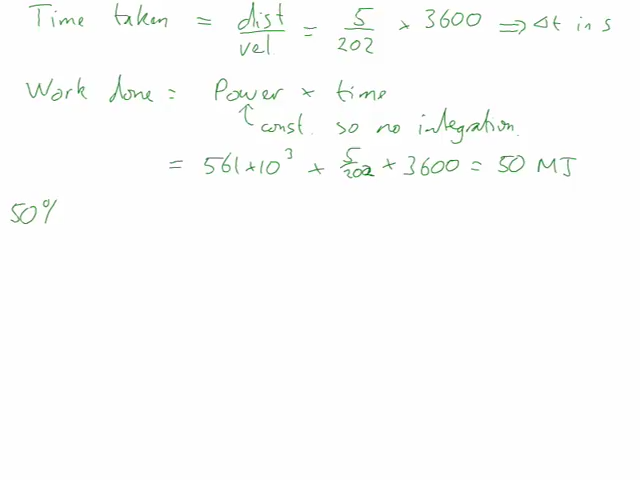 Time taken = dist/vel. = 5/202 × 3600 ⟹ Δt in s
Work done = Power × time
const. so no integration.
= 561×10³ × 5/202 × 3600 = 50 MJ
50%